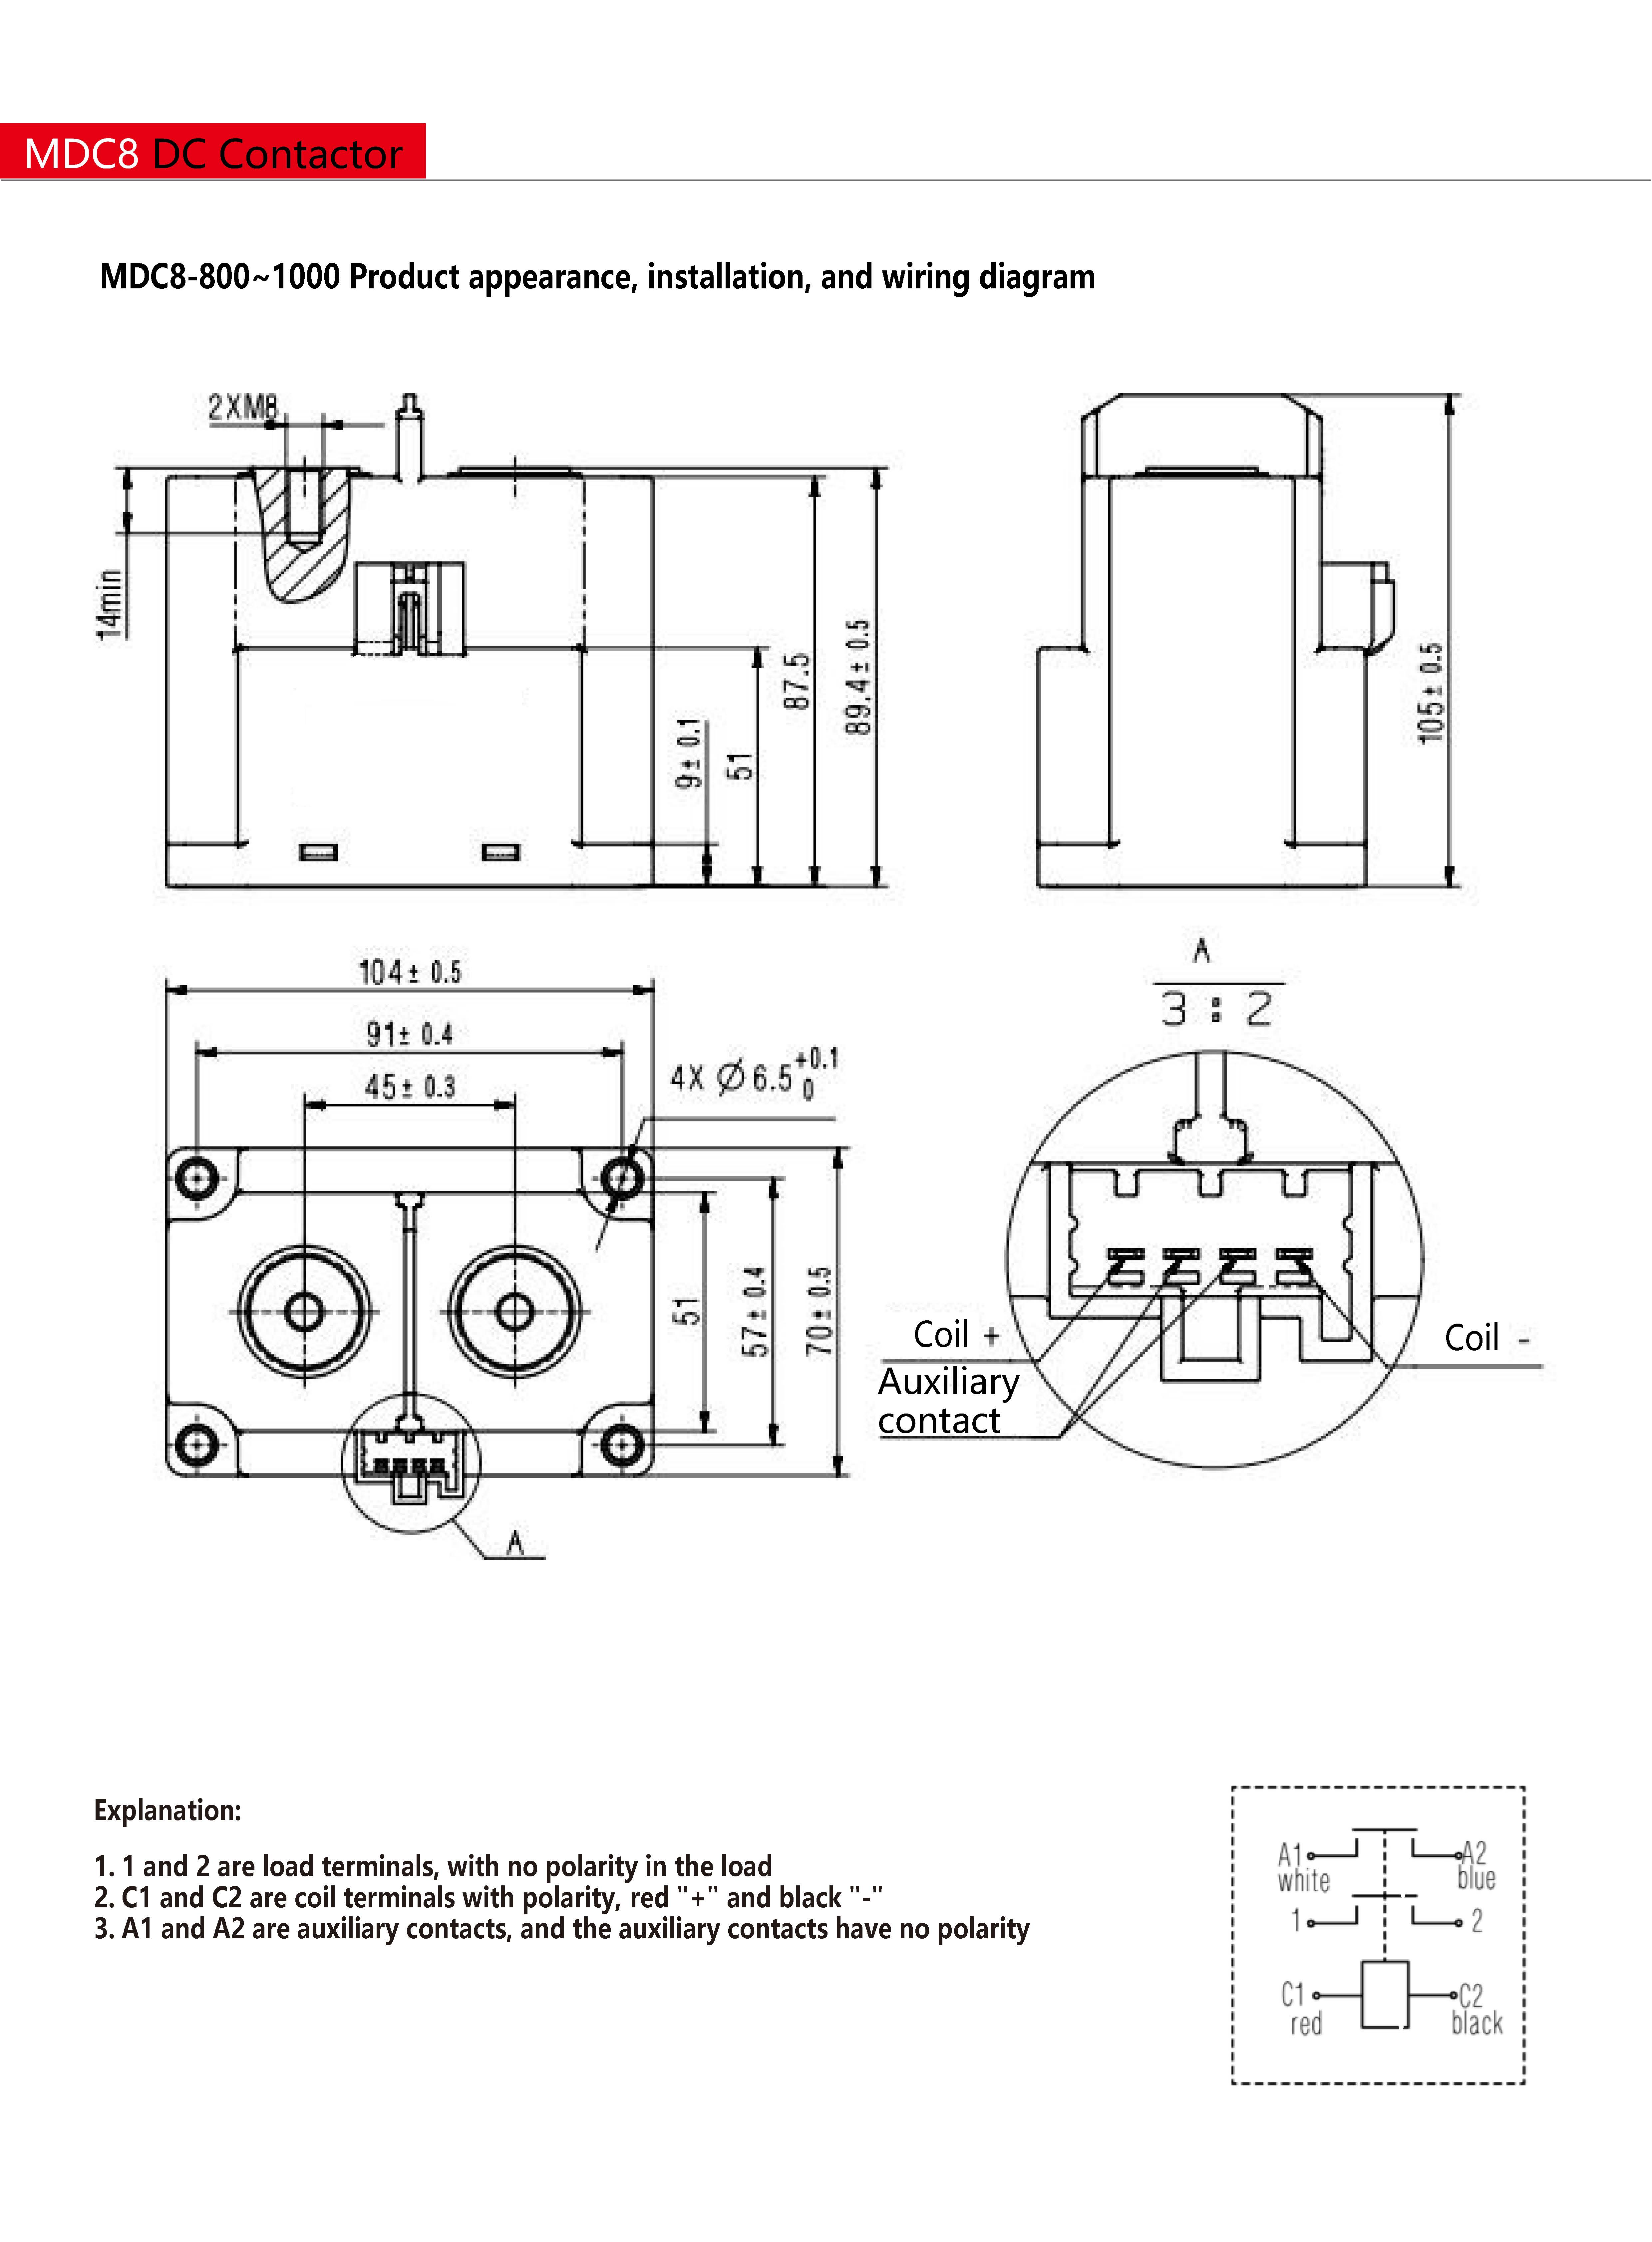 MDC8 DC Contactor
MDC8-800~1000 Product appearance, installation, and wiring diagram
2XM8
14min
9± 0.1
51
87.5
89.4± 0.5
105± 0.5
104± 0.5
91± 0.4
45± 0.3
4X Ø6.5 +0.1 0
51
57± 0.4
70± 0.5
A
A
3 : 2
Coil +
Coil -
Auxiliary
contact
Explanation:
1. 1 and 2 are load terminals, with no polarity in the load
2. C1 and C2 are coil terminals with polarity, red "+" and black "-"
3. A1 and A2 are auxiliary contacts, and the auxiliary contacts have no polarity
A1 A2
white blue
1 2
C1 C2
red black